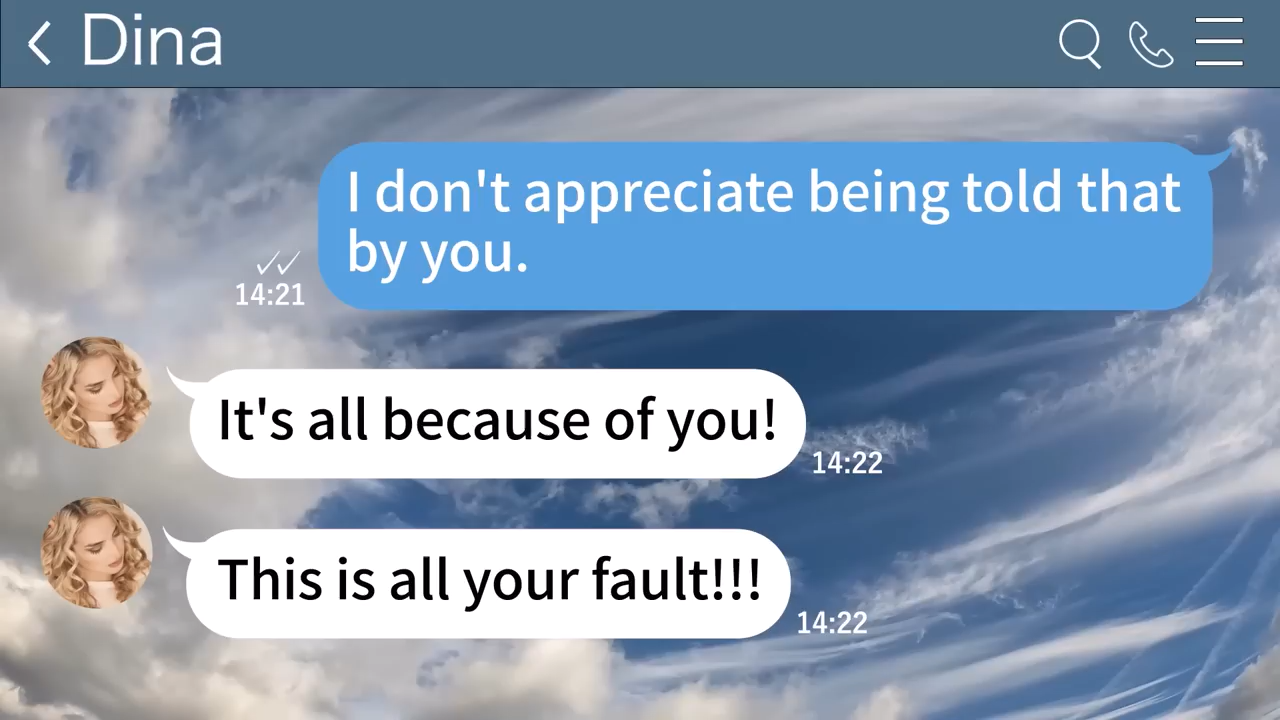 Dina
I don't appreciate being told that
by you.
14:21
It's all because of you!
14:22
This is all your fault!!!
14:22